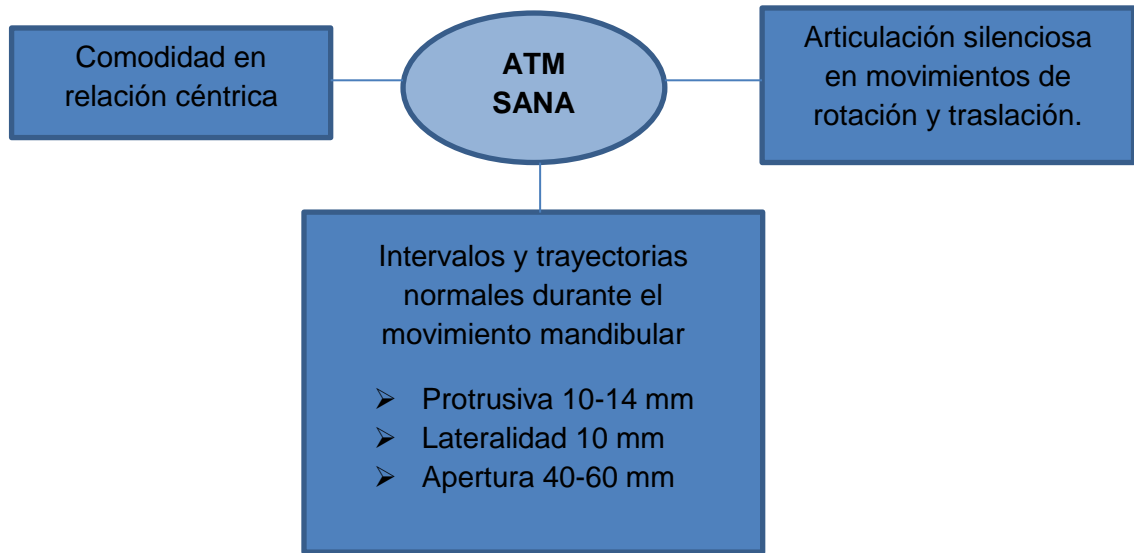 Comodidad en
relación céntrica
ATM
SANA
Articulación silenciosa
en movimientos de
rotación y traslación.
Intervalos y trayectorias
normales durante el
movimiento mandibular
➢ Protrusiva 10-14 mm
➢ Lateralidad 10 mm
➢ Apertura 40-60 mm